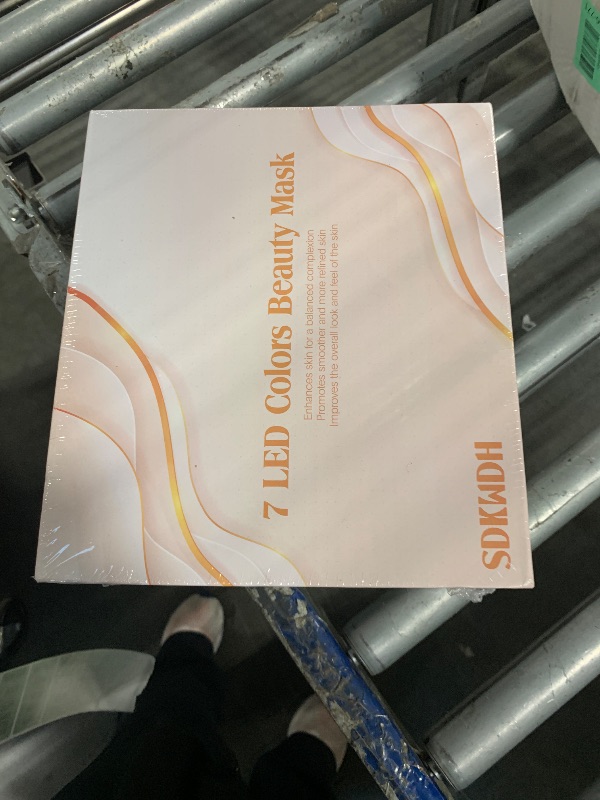 7 LED Colors Beauty Mask
Enhances skin for a balanced complexion
Promotes smoother and more refined skin
Improves the overall look and feel of the skin
SDKWDH